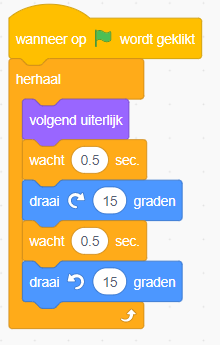 wanneer op wordt geklikt
herhaal
volgend uiterlijk
wacht 0.5 sec.
draai 15 graden
wacht 0.5 sec.
draai 15 graden